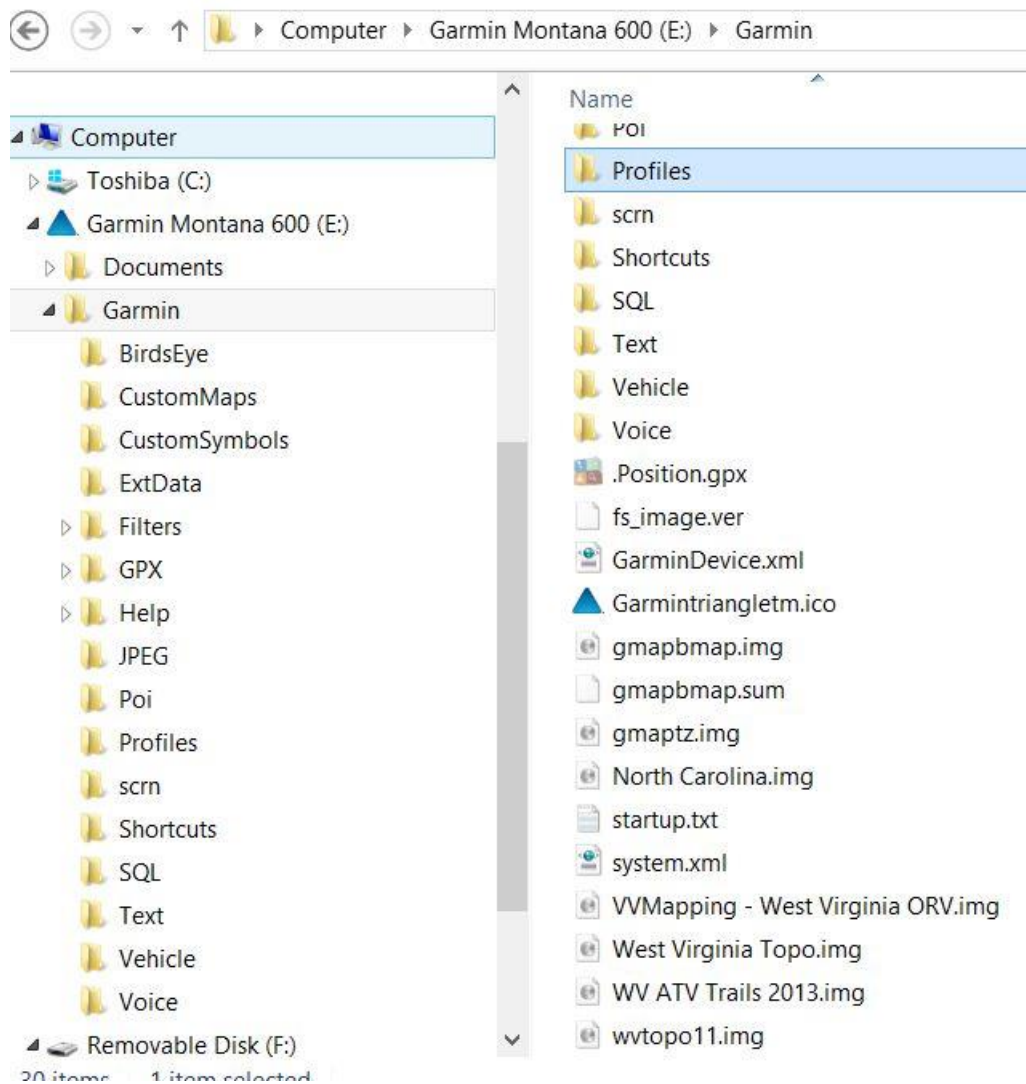 Computer Garmin Montana 600 (E:) Garmin
Computer
Toshiba (C:)
Garmin Montana 600 (E:)
Documents
Garmin
BirdsEye
CustomMaps
CustomSymbols
ExtData
Filters
GPX
Help
JPEG
Poi
Profiles
scrn
Shortcuts
SQL
Text
Vehicle
Voice
Removable Disk (F:)
Name
Poi
Profiles
scrn
Shortcuts
SQL
Text
Vehicle
Voice
.Position.gpx
fs_image.ver
GarminDevice.xml
Garmintriangletm.ico
gmapbmap.img
gmapbmap.sum
gmaptz.img
North Carolina.img
startup.txt
system.xml
VVMapping - West Virginia ORV.img
West Virginia Topo.img
WV ATV Trails 2013.img
wvtopo11.img
30 items 1 item selected